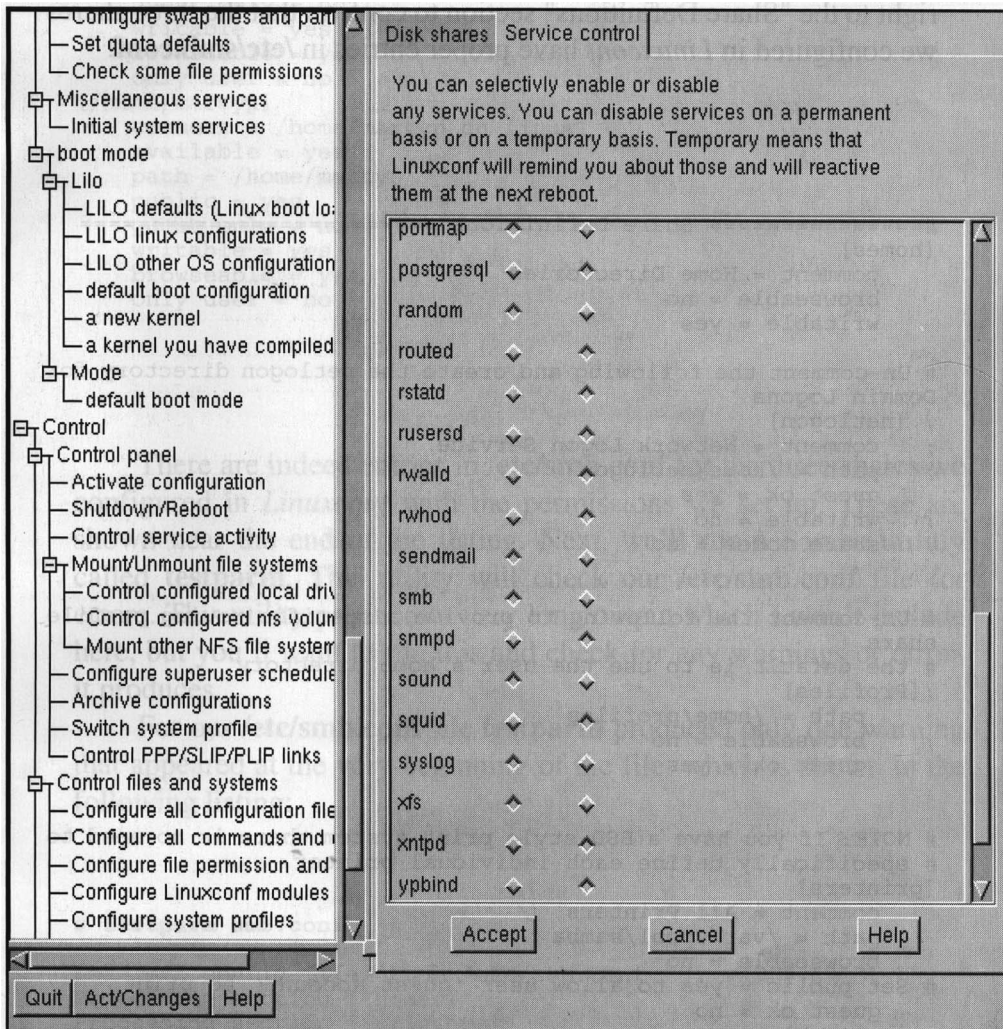 Configure swap files and part
Set quota defaults
Check some file permissions
Miscellaneous services
Initial system services
boot mode
Lilo
LILO defaults (Linux boot loa
LILO linux configurations
LILO other OS configuration
default boot configuration
a new kernel
a kernel you have compiled
Mode
default boot mode
Control
Control panel
Activate configuration
Shutdown/Reboot
Control service activity
Mount/Unmount file systems
Control configured local driv
Control configured nfs volum
Mount other NFS file system
Configure superuser schedule
Archive configurations
Switch system profile
Control PPP/SLIP/PLIP links
Control files and systems
Configure all configuration file
Configure all commands and
Configure file permission and
Configure Linuxconf modules
Configure system profiles
Quit Act/Changes Help
Disk shares Service control
You can selectivly enable or disable
any services. You can disable services on a permanent
basis or on a temporary basis. Temporary means that
Linuxconf will remind you about those and will reactive
them at the next reboot.
portmap
postgresql
random
routed
rstatd
rusersd
rwalld
rwhod
sendmail
smb
snmpd
sound
squid
syslog
xfs
xntpd
ypbind
Accept Cancel Help